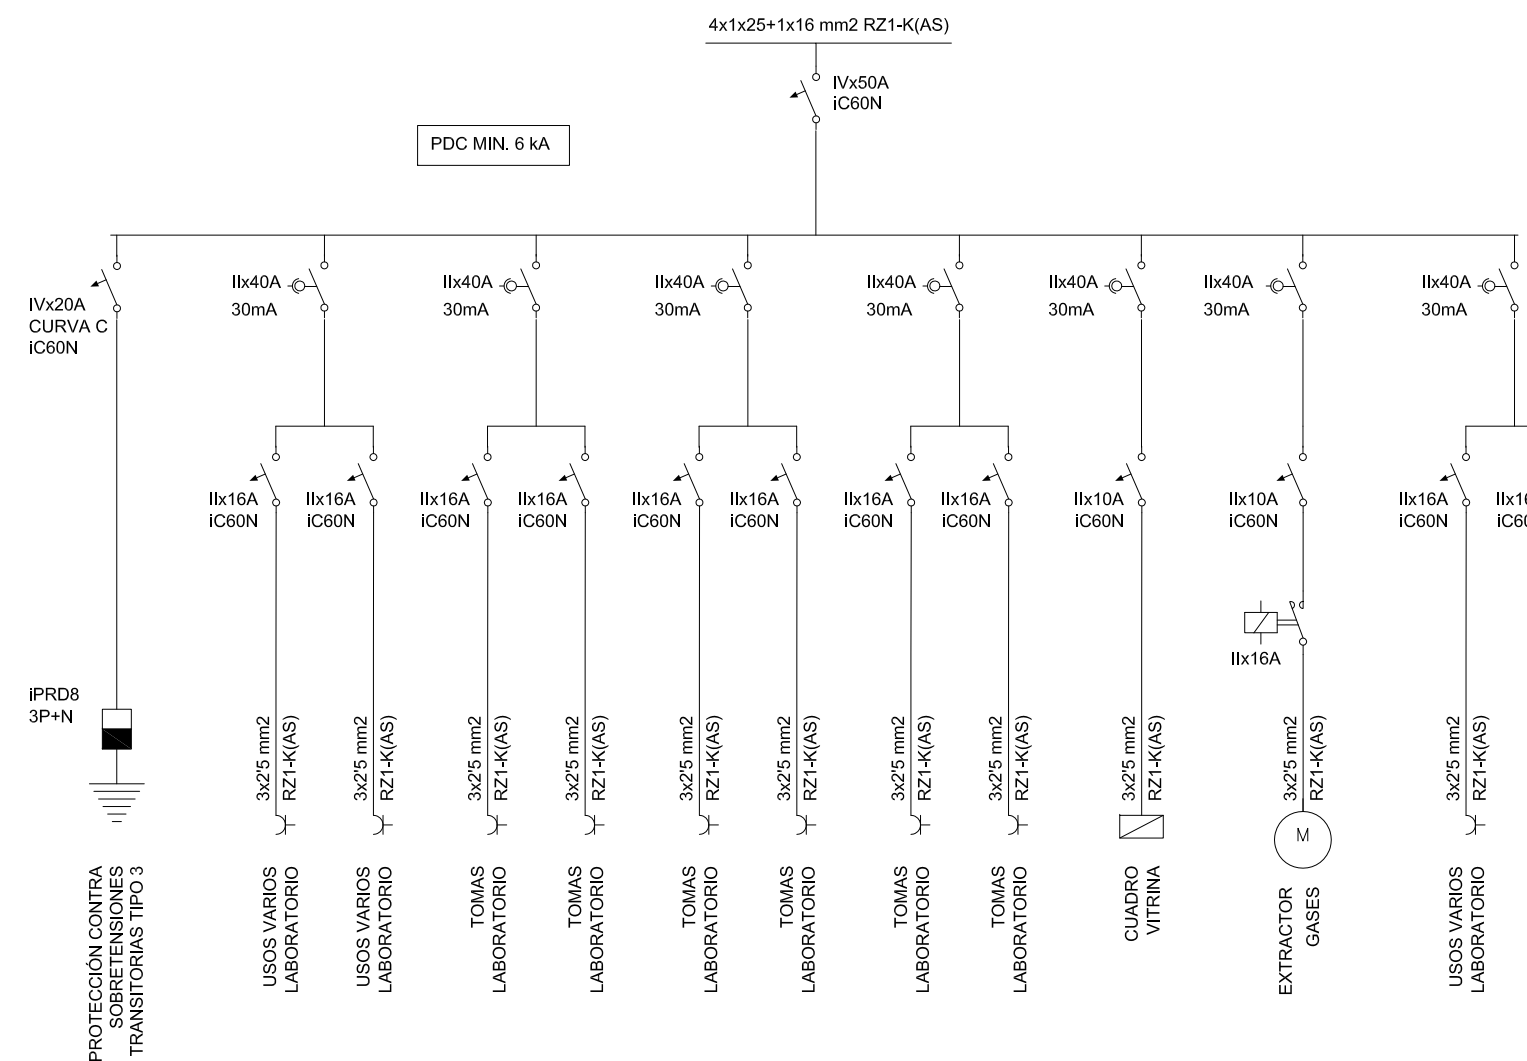 4x1x25+1x16 mm2 RZ1-K(AS)
IVx50A
iC60N
PDC MIN. 6 kA
IVx20A
CURVA C
iC60N
IIx40A
30mA
IIx40A
30mA
IIx40A
30mA
IIx40A
30mA
IIx40A
30mA
IIx40A
30mA
IIx40A
30mA
IIx16A
iC60N
IIx16A
iC60N
IIx16A
iC60N
IIx16A
iC60N
IIx16A
iC60N
IIx16A
iC60N
IIx16A
iC60N
IIx16A
iC60N
IIx10A
iC60N
IIx10A
iC60N
IIx16A
iC60N
IIx16A
iPRD8
3P+N
3x2'5 mm2
RZ1-K(AS)
3x2'5 mm2
RZ1-K(AS)
3x2'5 mm2
RZ1-K(AS)
3x2'5 mm2
RZ1-K(AS)
3x2'5 mm2
RZ1-K(AS)
3x2'5 mm2
RZ1-K(AS)
3x2'5 mm2
RZ1-K(AS)
3x2'5 mm2
RZ1-K(AS)
3x2'5 mm2
RZ1-K(AS)
3x2'5 mm2
RZ1-K(AS)
3x2'5 mm2
RZ1-K(AS)
M
PROTECCIÓN CONTRA
SOBRETENSIONES
TRANSITORIAS TIPO 3
USOS VARIOS
LABORATORIO
USOS VARIOS
LABORATORIO
TOMAS
LABORATORIO
TOMAS
LABORATORIO
TOMAS
LABORATORIO
TOMAS
LABORATORIO
TOMAS
LABORATORIO
TOMAS
LABORATORIO
CUADRO
VITRINA
EXTRACTOR
GASES
USOS VARIOS
LABORATORIO